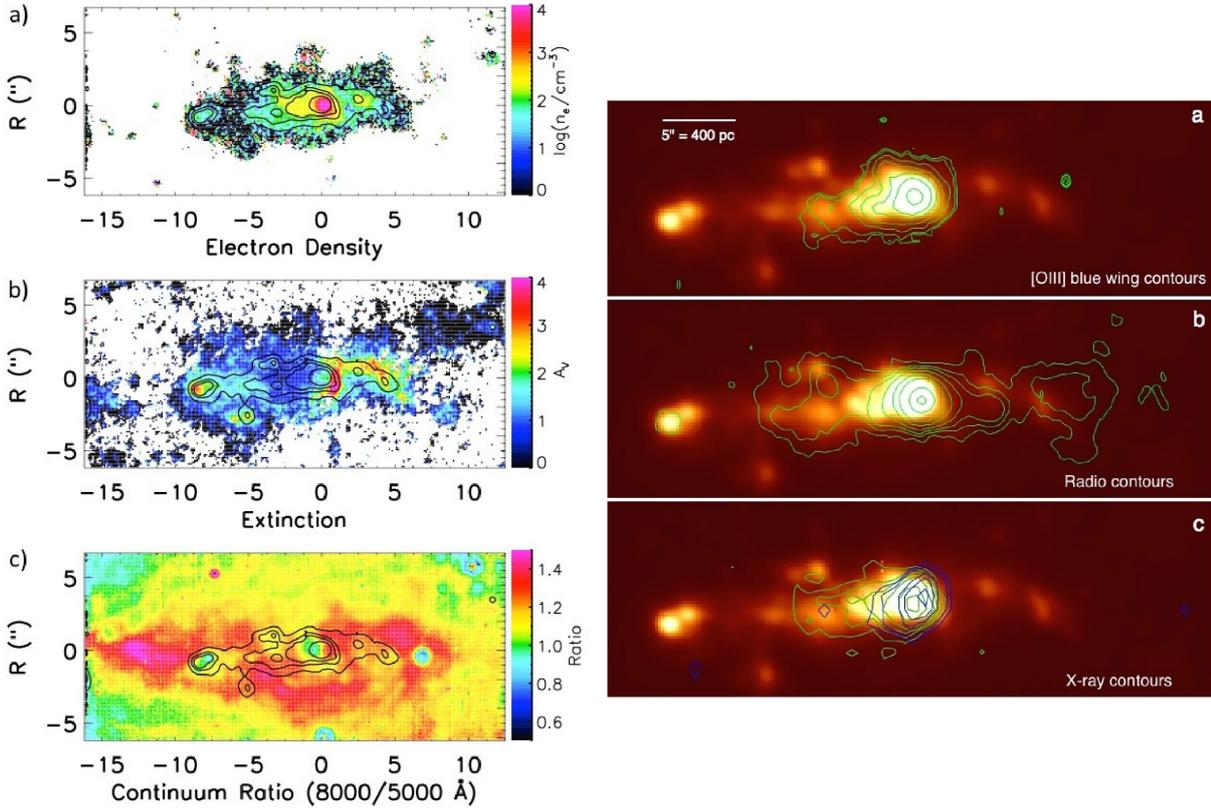 a)
5
0
−5
R (")
−15 −10 −5 0 5 10
Electron Density
4
3
2
1
0
log(nₑ/cm⁻³)
b)
5
0
−5
R (")
−15 −10 −5 0 5 10
Extinction
4
3
2
1
0
Aᵥ
c)
5
0
−5
R (")
−15 −10 −5 0 5 10
Continuum Ratio (8000/5000 Å)
1.4
1.2
1.0
0.8
0.6
Ratio
a
5" = 400 pc
[OIII] blue wing contours
b
Radio contours
c
X-ray contours